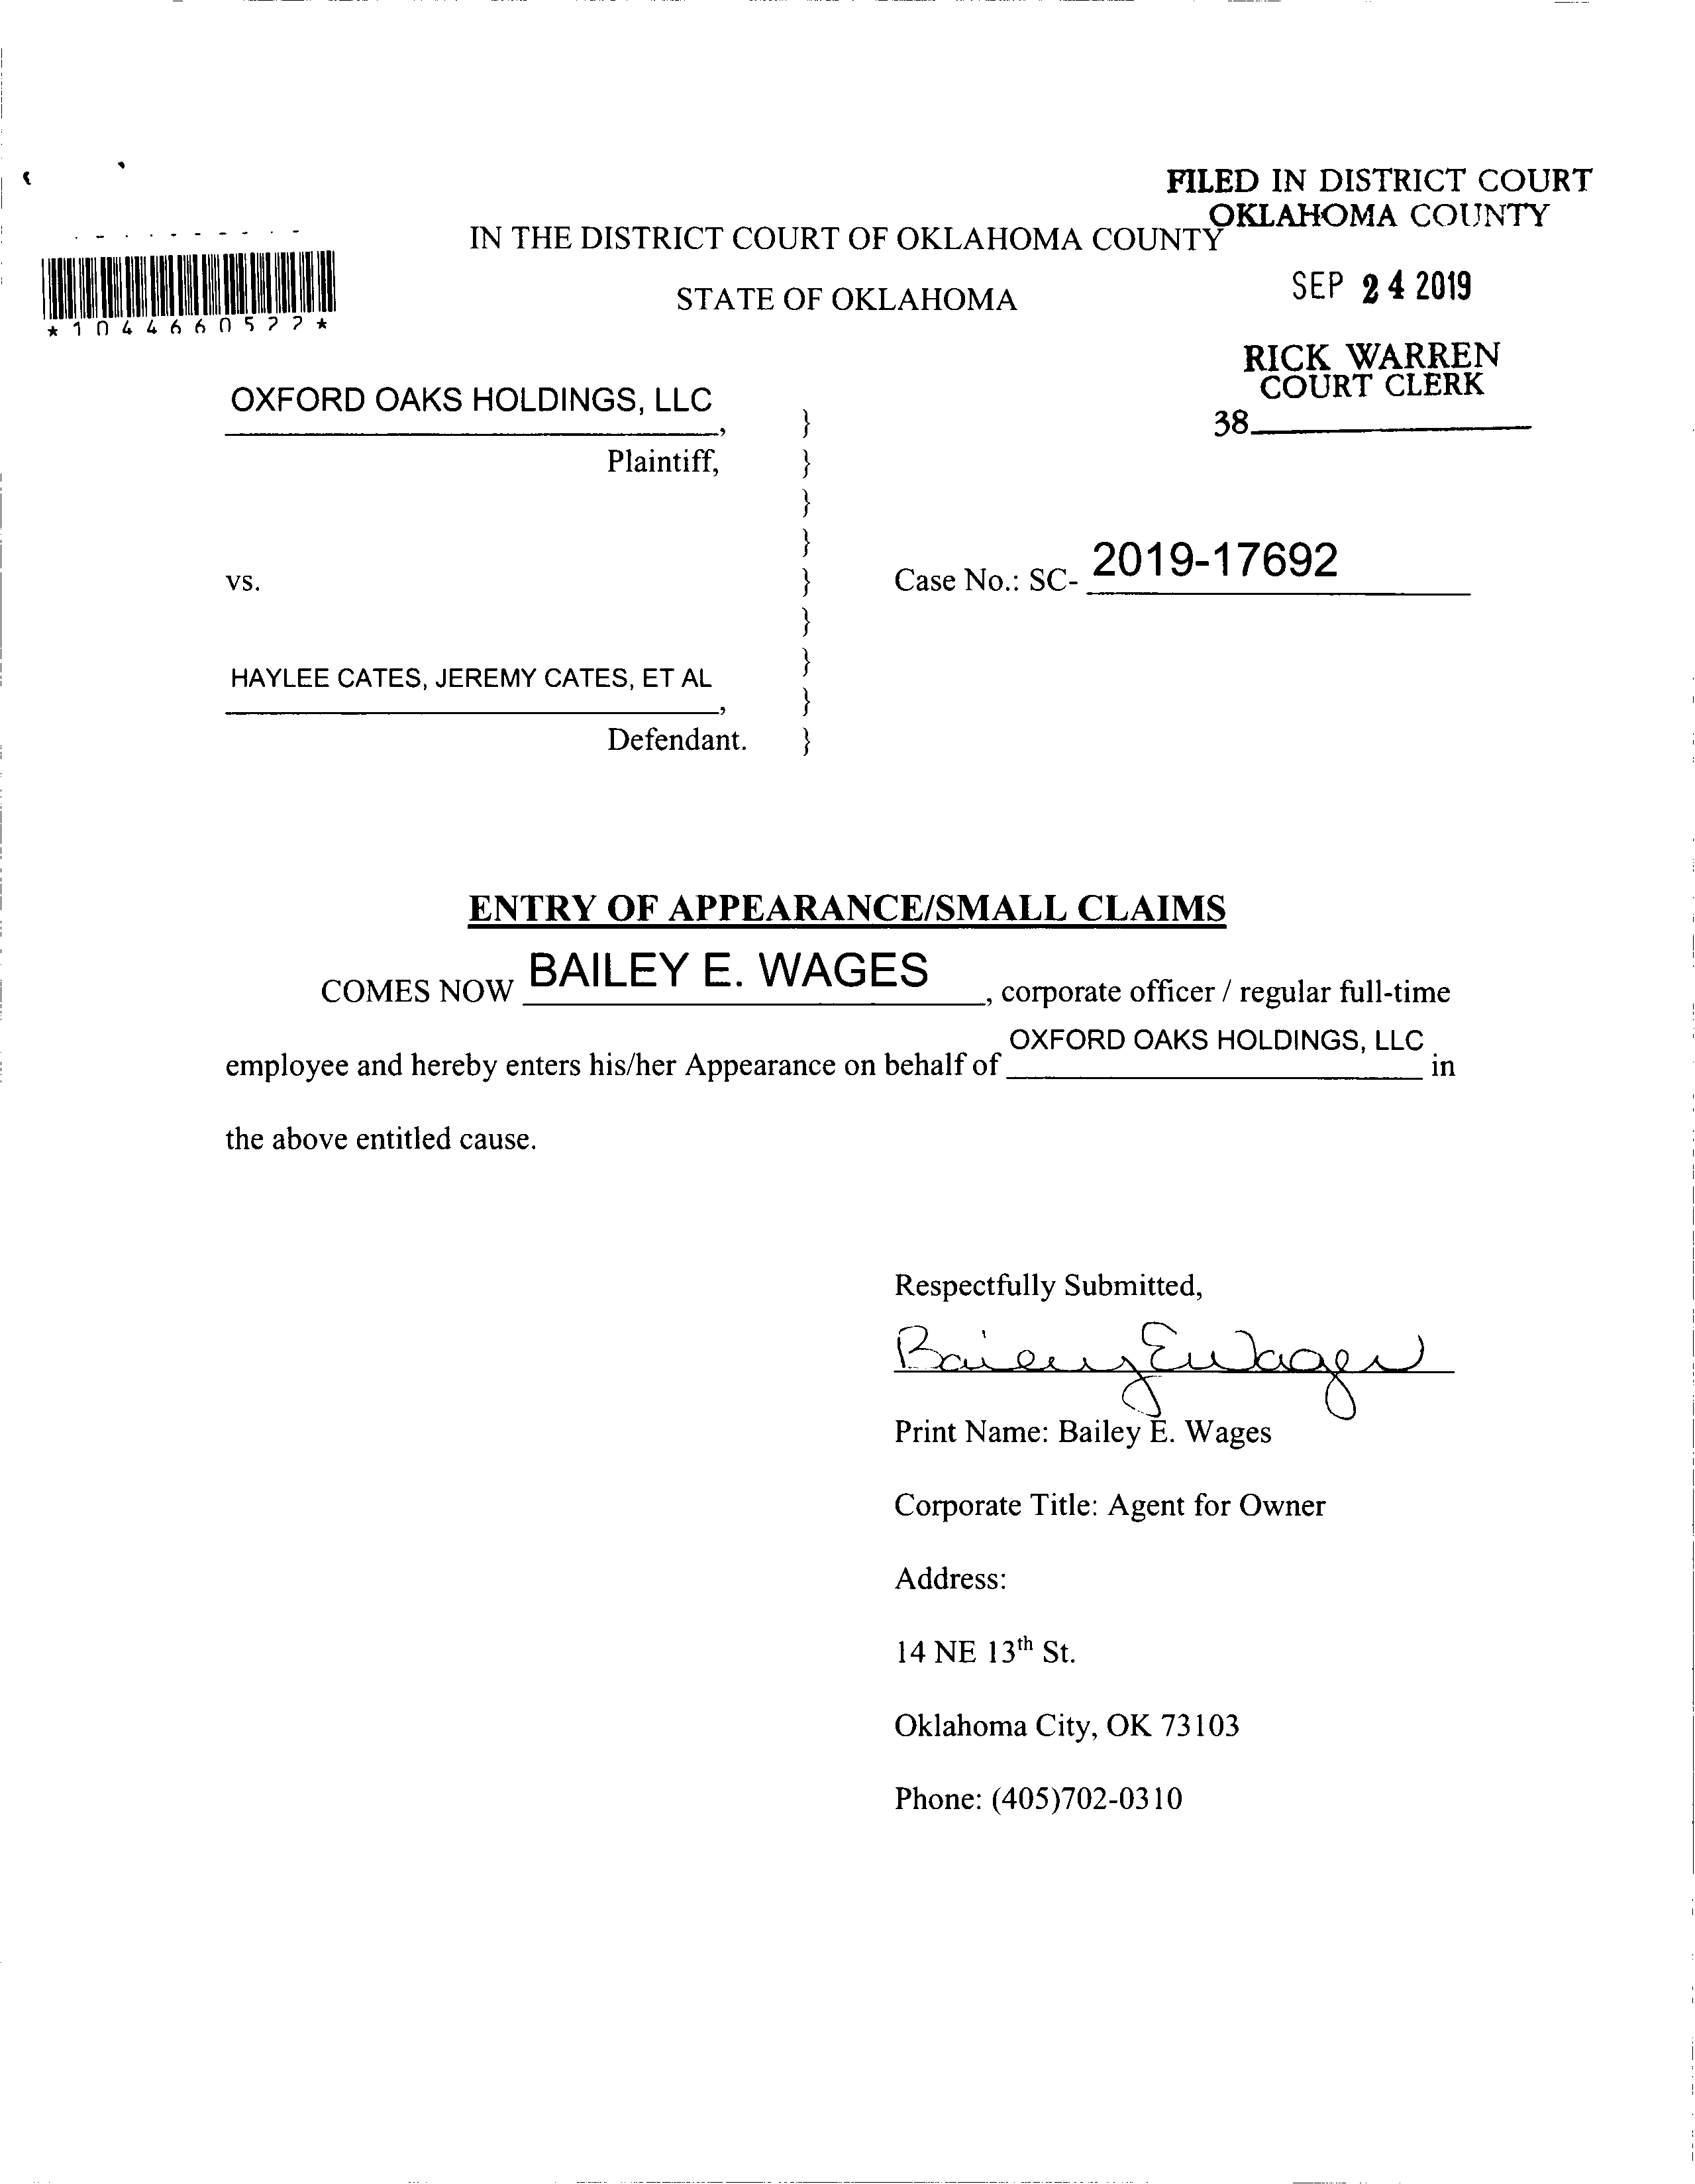 FILED IN DISTRICT COURT
OKLAHOMA COUNTY
IN THE DISTRICT COURT OF OKLAHOMA COUNTY
STATE OF OKLAHOMA
SEP 24 2019
*1044660522*
RICK WARREN
COURT CLERK
38
OXFORD OAKS HOLDINGS, LLC
, }
Plaintiff, }
}
}
vs. } Case No.: SC- 2019-17692
}
HAYLEE CATES, JEREMY CATES, ET AL }
, }
Defendant. }
ENTRY OF APPEARANCE/SMALL CLAIMS
COMES NOW BAILEY E. WAGES, corporate officer / regular full-time
employee and hereby enters his/her Appearance on behalf of OXFORD OAKS HOLDINGS, LLC in
the above entitled cause.
Respectfully Submitted,
Bailey E Wages
Print Name: Bailey E. Wages
Corporate Title: Agent for Owner
Address:
14 NE 13th St.
Oklahoma City, OK 73103
Phone: (405)702-0310